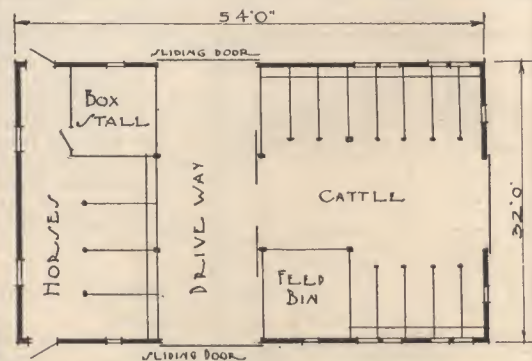 54'0"
SLIDING DOOR
BOX
STALL
HORSES
DRIVE WAY
CATTLE
32'0"
FEED
BIN
SLIDING DOOR